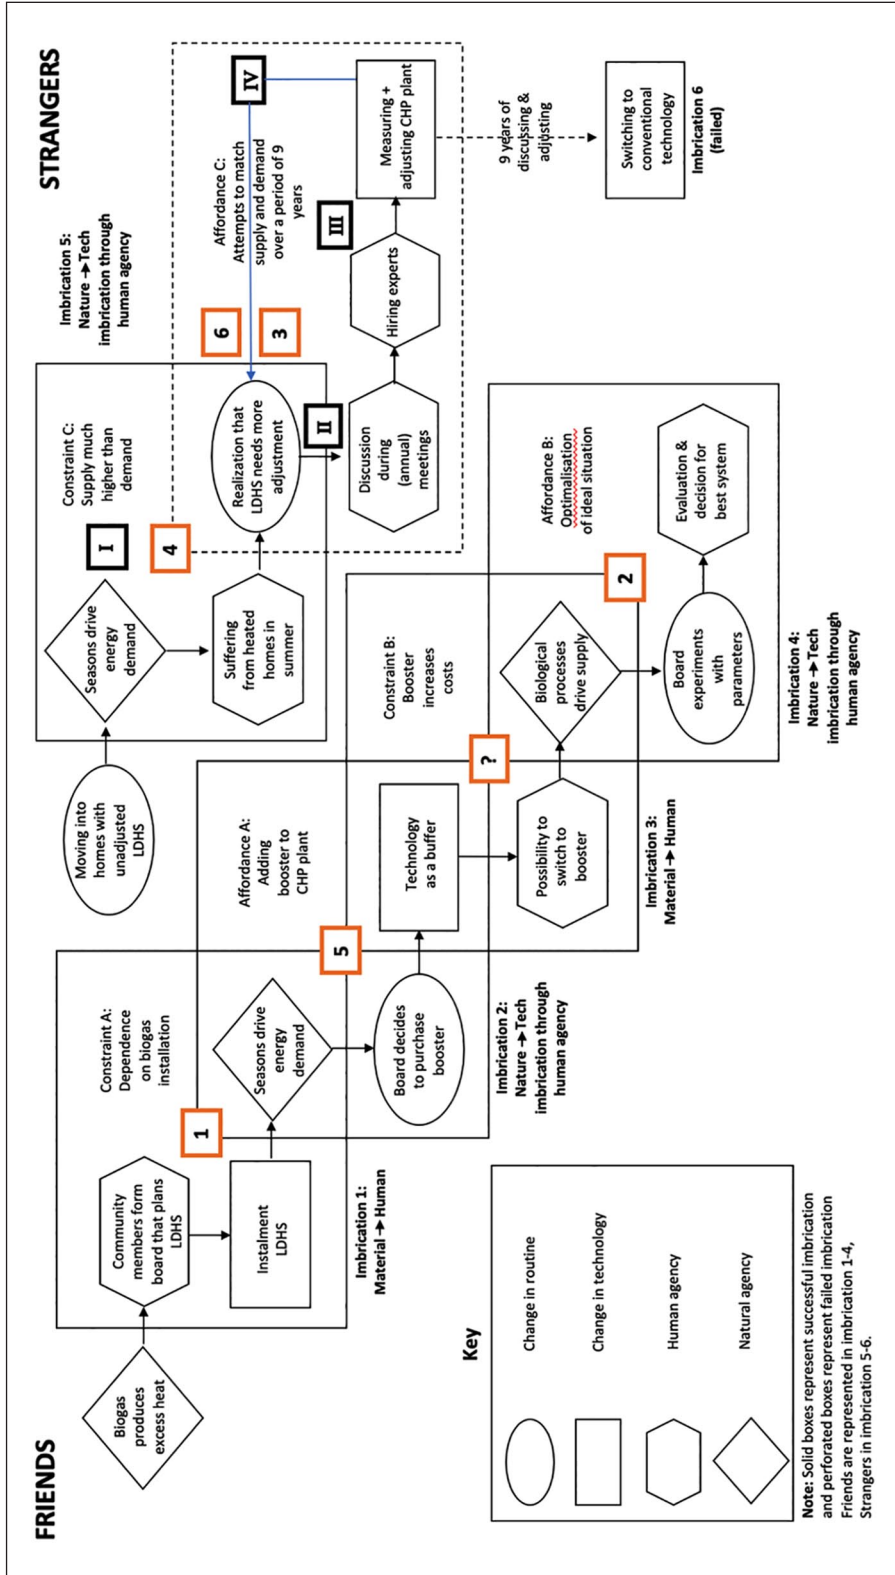 FRIENDS
STRANGERS
Biogas
produces
excess heat
Community
members form
board that plans
LDHS
Instalment
LDHS
Constraint A:
Dependence
on biogas
installation
1
Imbrication 1:
Material → Human
Seasons drive
energy
demand
Board decides
to purchase
booster
5
Technology
as a buffer
Affordance A:
Adding
booster to
CHP plant
Imbrication 2:
Nature → Tech
imbrication through
human agency
Possibility to
switch to
booster
?
Biological
processes
drive supply
Constraint B:
Booster
increases
costs
Imbrication 3:
Material → Human
2
Board
experiments
with
parameters
Evaluation &
decision for
best system
Affordance B:
Optimalisation
of ideal situation
Imbrication 4:
Nature → Tech
imbrication through
human agency
Moving into
homes with
unadjusted
LDHS
Seasons drive
energy
demand
Suffering
from heated
homes in
summer
I
4
Constraint C:
Supply much
higher than
demand
Realization that
LDHS needs more
adjustment
II
6
3
Imbrication 5:
Nature → Tech
imbrication through
human agency
Discussion
during
(annual)
meetings
Hiring experts
III
Affordance C:
Attempts to match
supply and demand
over a period of 9
years
IV
Measuring +
adjusting CHP plant
9 years of
discussing &
adjusting
Switching to
conventional
technology
Imbrication 6
(failed)
Key
Change in routine
Change in technology
Human agency
Natural agency
Note: Solid boxes represent successful imbrication
and perforated boxes represent failed imbrication
Friends are represented in imbrication 1-4,
Strangers in imbrication 5-6.